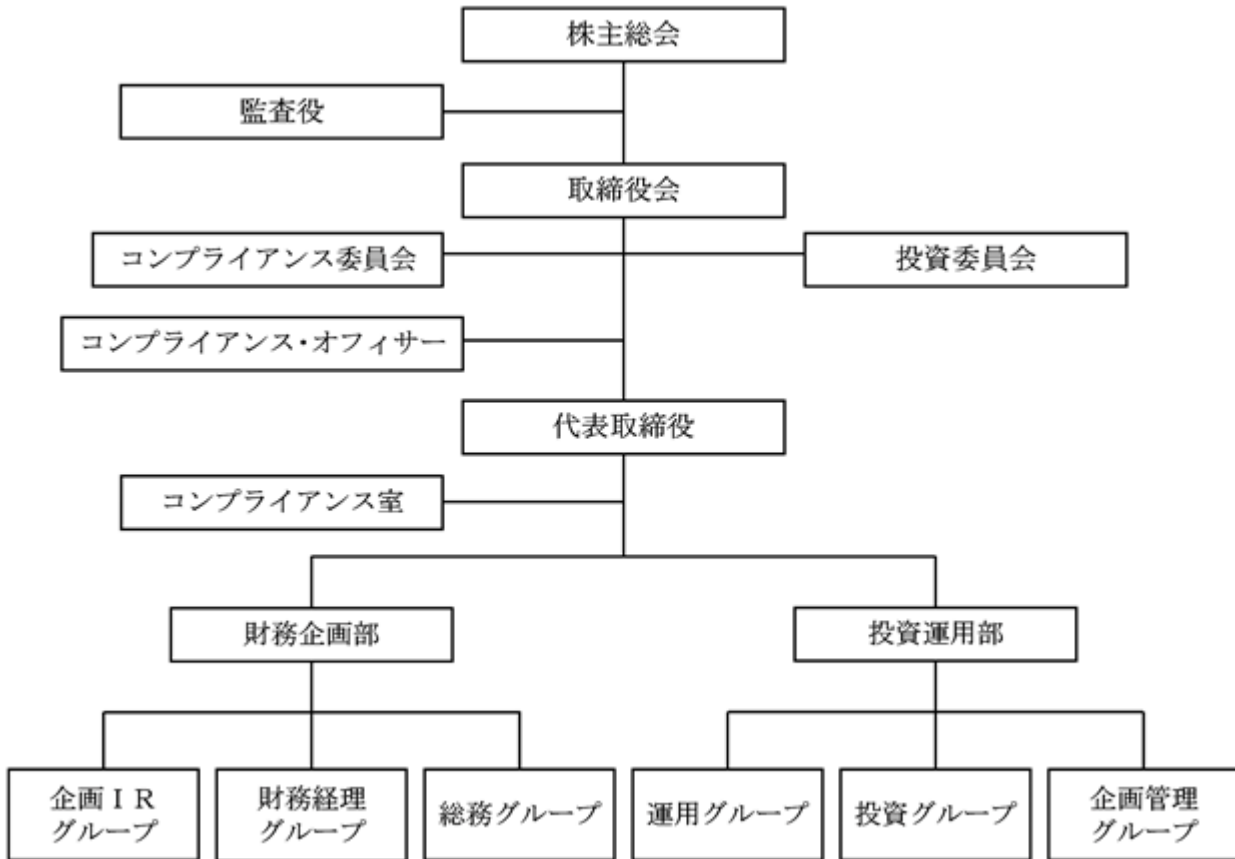 株主総会
監査役
取締役会
コンプライアンス委員会
投資委員会
コンプライアンス・オフィサー
代表取締役
コンプライアンス室
財務企画部
投資運用部
企画ＩＲ
グループ
財務経理
グループ
総務グループ
運用グループ
投資グループ
企画管理
グループ